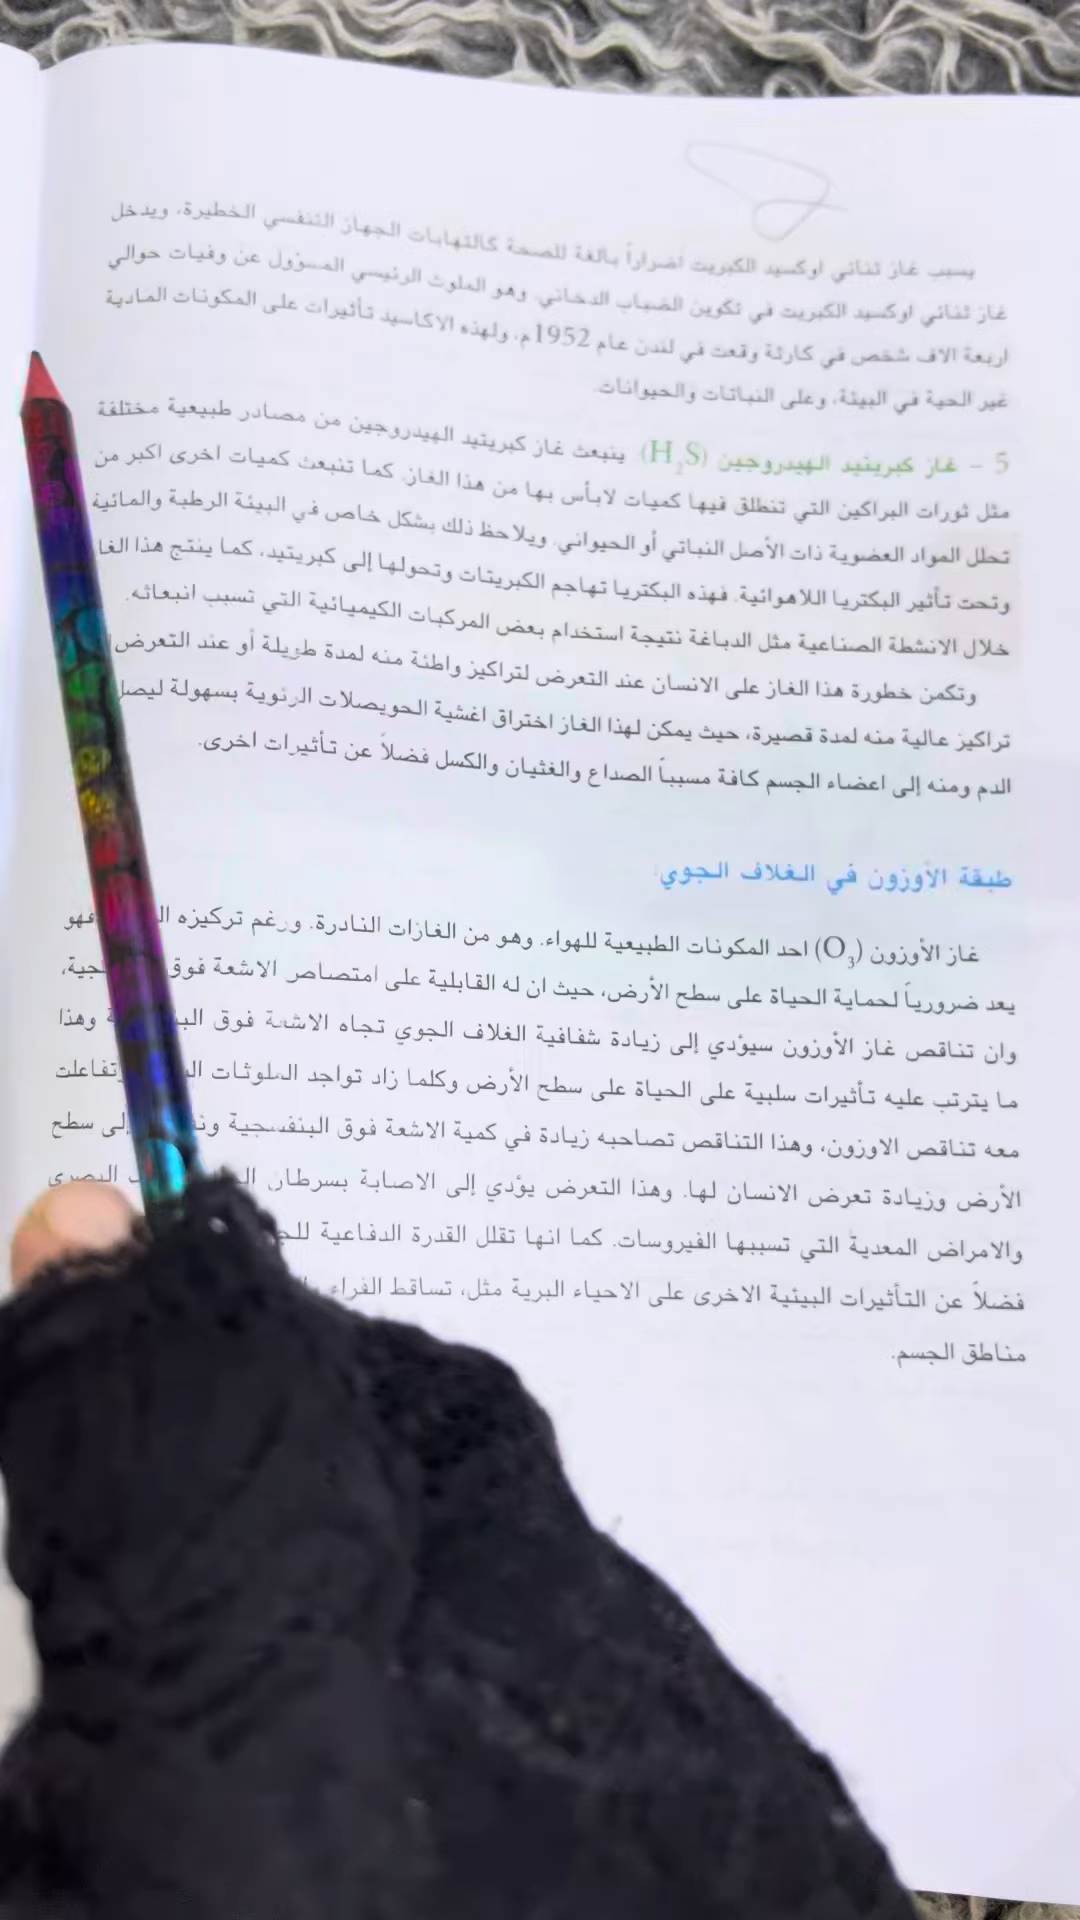 يسبب غاز ثنائي اوكسيد الكبريت اضراراً بالغة للصحة كالتهابات الجهاز التنفسي الخطيرة، ويدخل
غاز ثنائي اوكسيد الكبريت في تكوين الضباب الدخاني. وهو الملوث الرئيسي المسؤول عن وفيات حوالي
اربعة الاف شخص في كارثة وقعت في لندن عام 1952م، ولهذه الاكاسيد تأثيرات على المكونات المادية
غير الحية في البيئة، وعلى النباتات والحيوانات.
5 – غاز كبريتيد الهيدروجين (H₂S) ينبعث غاز كبريتيد الهيدروجين من مصادر طبيعية مختلفة
مثل ثورات البراكين التي تنطلق فيها كميات لابأس بها من هذا الغاز. كما تنبعث كميات اخرى اكبر من
تحلل المواد العضوية ذات الأصل النباتي أو الحيواني. ويلاحظ ذلك بشكل خاص في البيئة الرطبة والمائية
وتحت تأثير البكتريا اللاهوائية. فهذه البكتريا تهاجم الكبريتات وتحولها إلى كبريتيد، كما ينتج هذا
خلال الانشطة الصناعية مثل الدباغة نتيجة استخدام بعض المركبات الكيميائية التي تسبب انبعاثه.
وتكمن خطورة هذا الغاز على الانسان عند التعرض لتراكيز واطئة منه لمدة طويلة أو عند التعرض
تراكيز عالية منه لمدة قصيرة، حيث يمكن لهذا الغاز اختراق اغشية الحويصلات الرئوية بسهولة ليصل
الدم ومنه إلى اعضاء الجسم كافة مسبباً الصداع والغثيان والكسل فضلاً عن تأثيرات اخرى.
طبقة الأوزون في الغلاف الجوي:
غاز الأوزون (O₃) احد المكونات الطبيعية للهواء. وهو من الغازات النادرة. ورغم تركيزه فهو
يعد ضرورياً لحماية الحياة على سطح الأرض، حيث ان له القابلية على امتصاص الاشعة فوق
وان تناقص غاز الأوزون سيؤدي إلى زيادة شفافية الغلاف الجوي تجاه الاشعة فوق وهذا
ما يترتب عليه تأثيرات سلبية على الحياة على سطح الأرض وكلما زاد تواجد الملوثات تفاعلت
معه تناقص الاوزون، وهذا التناقص تصاحبه زيادة في كمية الاشعة فوق البنفسجية إلى سطح
الأرض وزيادة تعرض الانسان لها. وهذا التعرض يؤدي إلى الاصابة بسرطان البصري
والامراض المعدية التي تسببها الفيروسات. كما انها تقلل القدرة الدفاعية
فضلاً عن التأثيرات البيئية الاخرى على الاحياء البرية مثل، تساقط الفراء
مناطق الجسم.